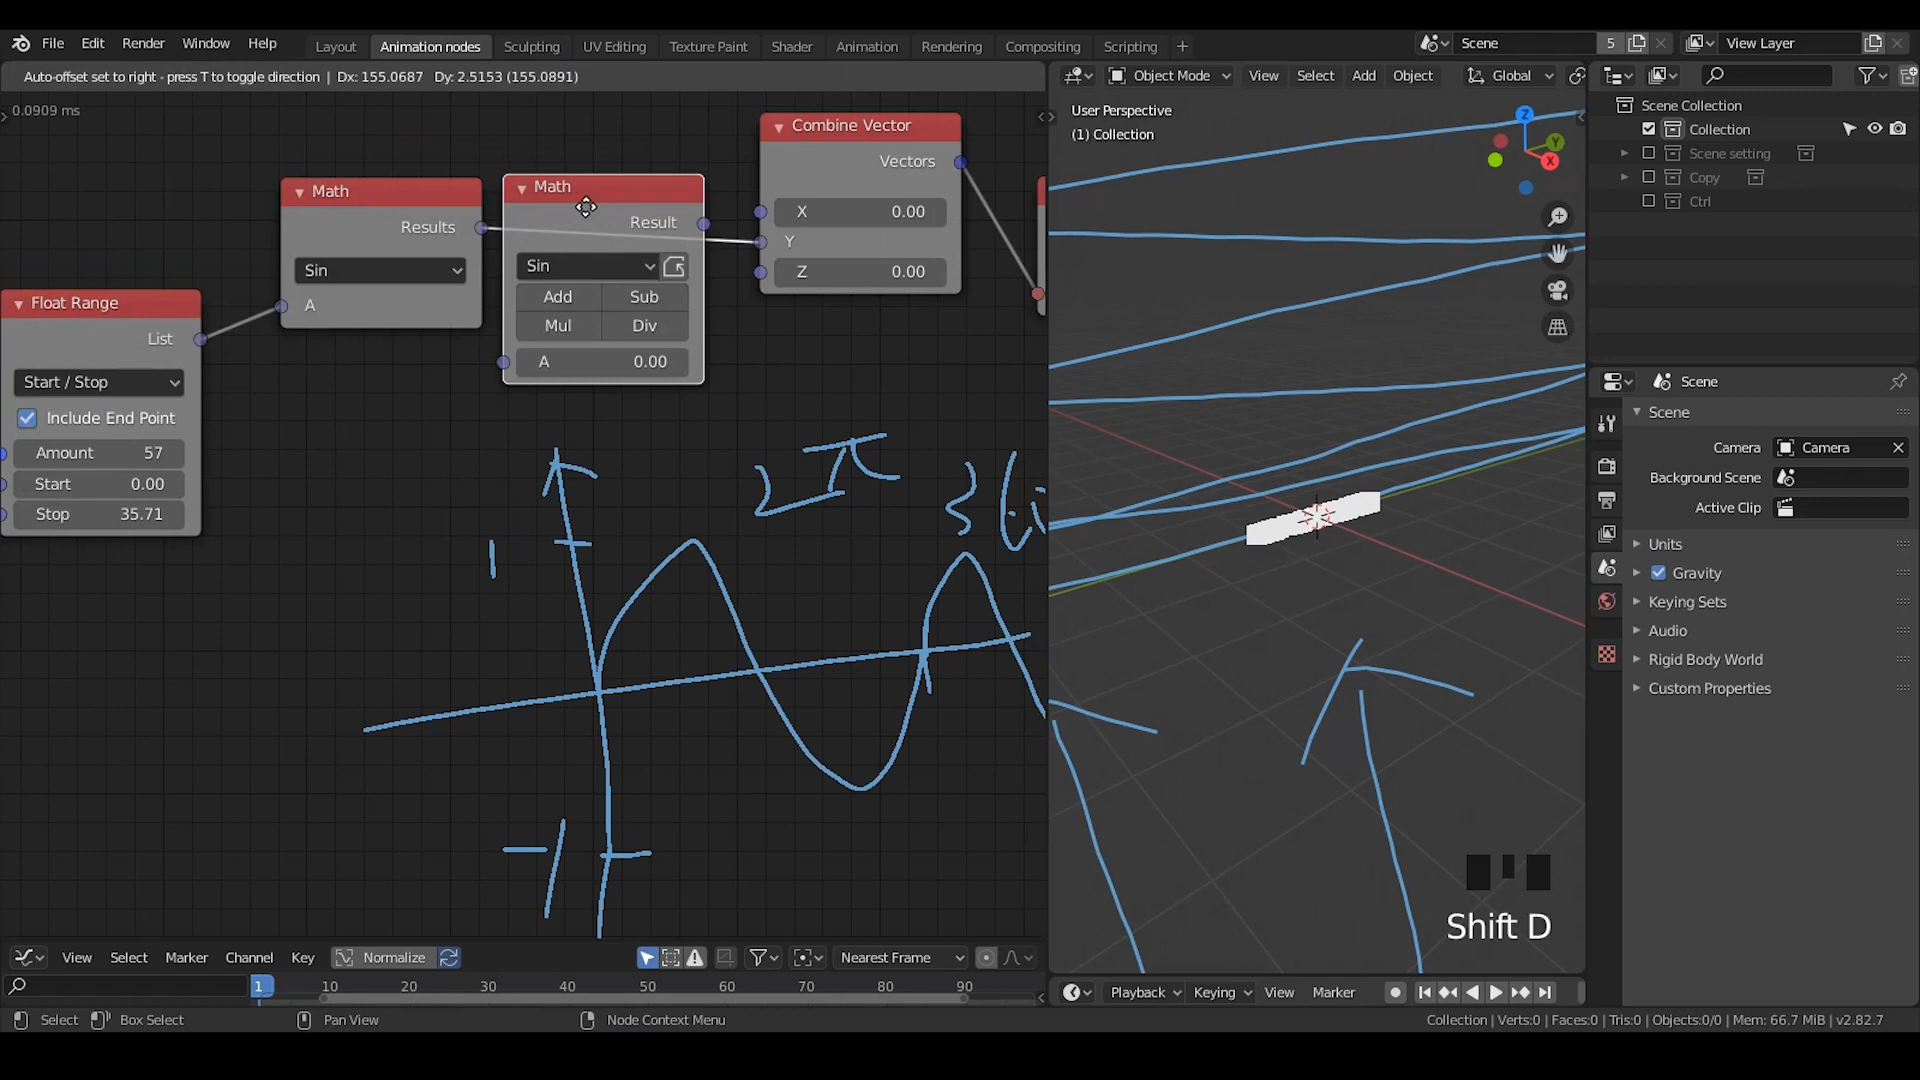 File Edit Render Window Help Layout Animation nodes Sculpting UV Editing Texture Paint Shader Animation Rendering Compositing Scripting + Scene 5 View Layer
Auto-offset set to right - press T to toggle direction | Dx: 155.0687 Dy: 2.5153 (155.0891)
Object Mode View Select Add Object Global
0.0909 ms
User Perspective
(1) Collection
Scene Collection
Collection
Scene setting
Copy
Ctrl
Combine Vector
Vectors
X 0.00
Y
Z 0.00
Math
Results
Sin
A
Math
Result
Sin
Add Sub
Mul Div
A 0.00
Float Range
List
Start / Stop
Include End Point
Amount 57
Start 0.00
Stop 35.71
2π
1
-1
Z
Y
X
Scene
Scene
Camera Camera
Background Scene
Active Clip
Units
Gravity
Keying Sets
Audio
Rigid Body World
Custom Properties
Shift D
View Select Marker Channel Key Normalize Nearest Frame
1 10 20 30 40 50 60 70 80 90
Playback Keying View Marker
Select Box Select Pan View Node Context Menu
Collection | Verts:0 | Faces:0 | Tris:0 | Objects:0/0 | Mem: 66.7 MiB | v2.82.7